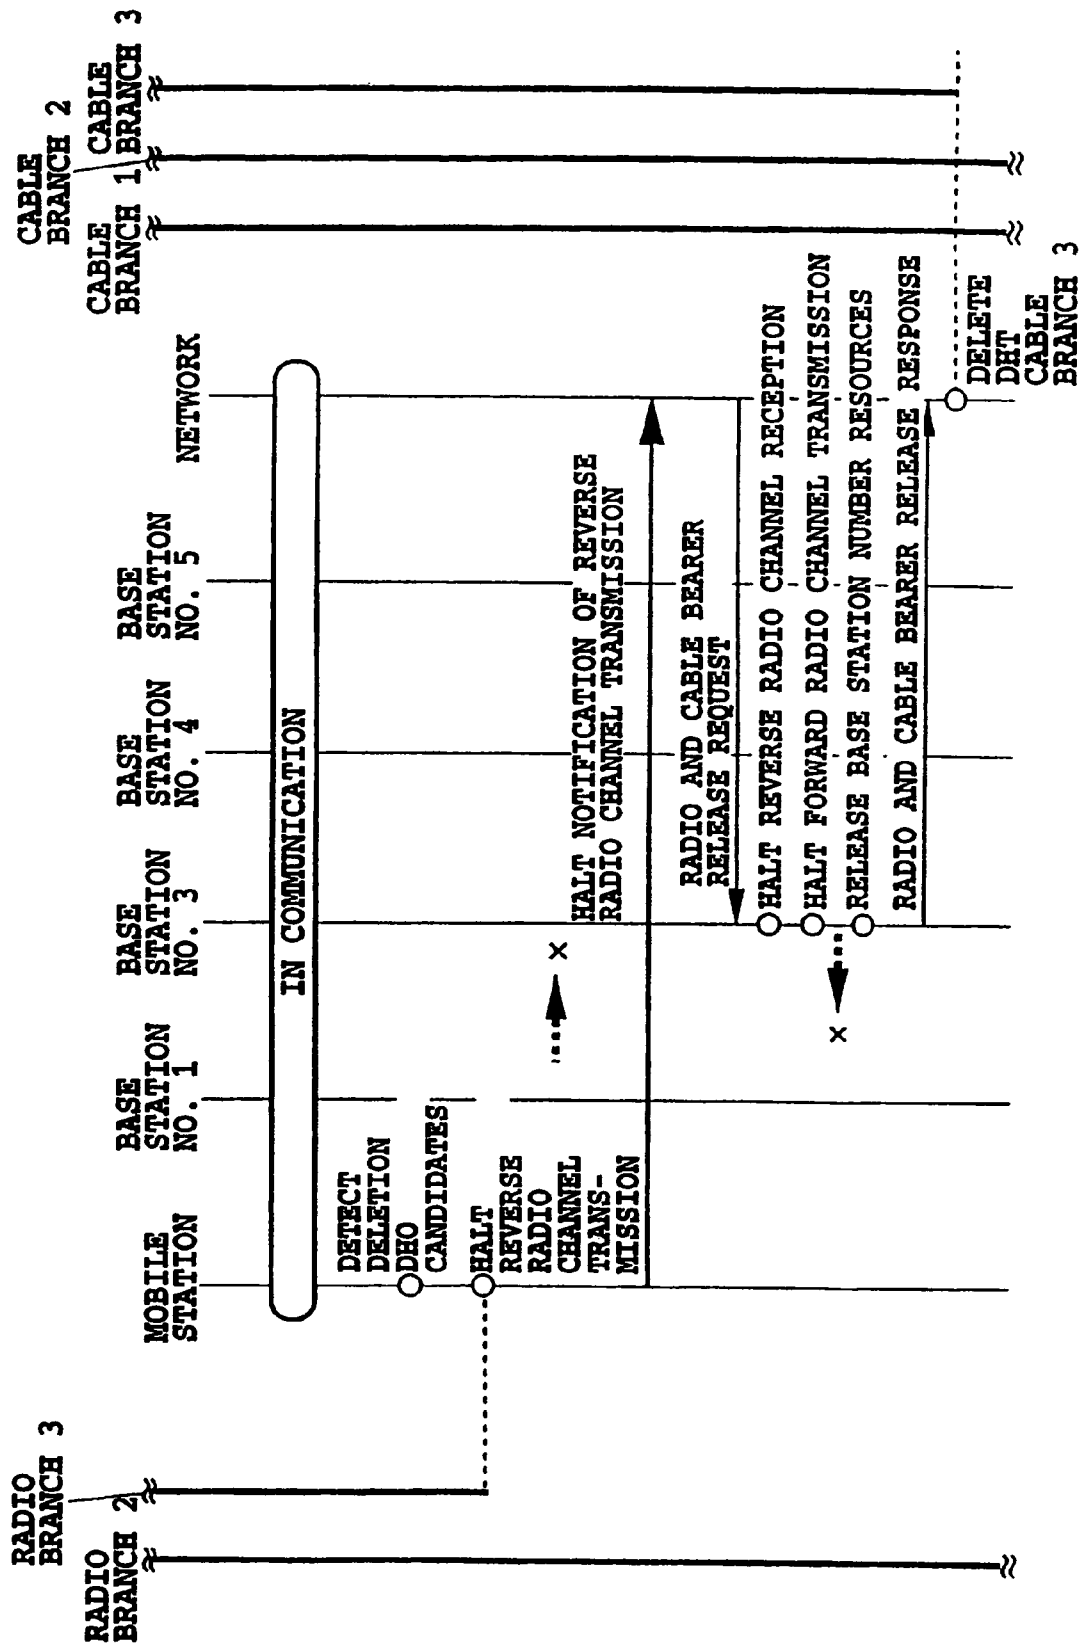 RADIO
BRANCH 2
RADIO
BRANCH 3
MOBILE
STATION
BASE
STATION
NO. 1
BASE
STATION
NO. 3
BASE
STATION
NO. 4
BASE
STATION
NO. 5
NETWORK
CABLE
BRANCH 1
CABLE
BRANCH 2
CABLE
BRANCH 3
IN COMMUNICATION
DETECT
DELETION
DHO
CANDIDATES
HALT
REVERSE
RADIO
CHANNEL
TRANS-
MISSION
×
HALT NOTIFICATION OF REVERSE
RADIO CHANNEL TRANSMISSION
RADIO AND CABLE BEARER
RELEASE REQUEST
HALT REVERSE RADIO CHANNEL RECEPTION
HALT FORWARD RADIO CHANNEL TRANSMISSION
×
RELEASE BASE STATION NUMBER RESOURCES
RADIO AND CABLE BEARER RELEASE RESPONSE
DELETE
DHT
CABLE
BRANCH 3